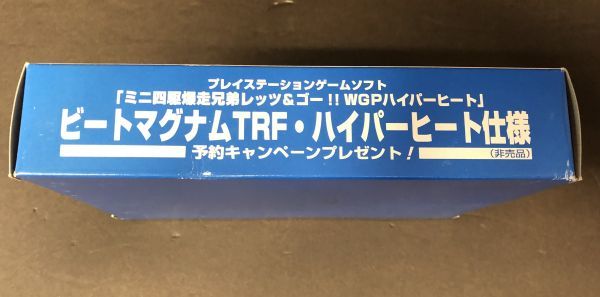 プレイステーションゲームソフト
「ミニ四駆爆走兄弟レッツ&ゴー!! WGPハイパーヒート」
ビートマグナムTRF・ハイパーヒート仕様
予約キャンペーンプレゼント!
(非売品)